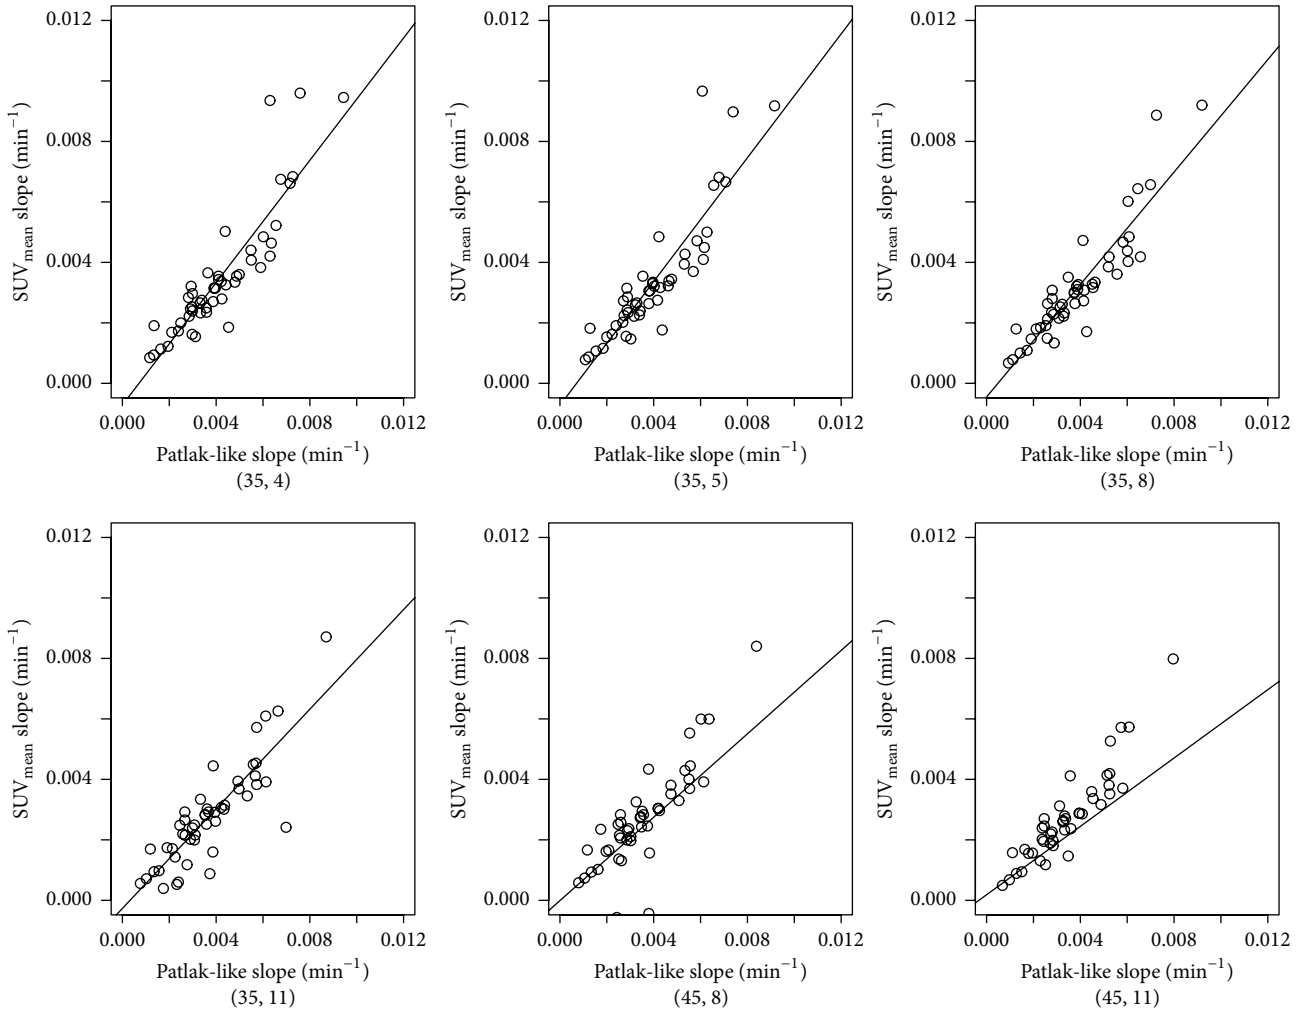 0.012
0.008
0.004
0.000
SUVmean slope (min−1)
0.000 0.004 0.008 0.012
Patlak-like slope (min−1)
(35, 4)
0.012
0.008
0.004
0.000
SUVmean slope (min−1)
0.000 0.004 0.008 0.012
Patlak-like slope (min−1)
(35, 5)
0.012
0.008
0.004
0.000
SUVmean slope (min−1)
0.000 0.004 0.008 0.012
Patlak-like slope (min−1)
(35, 8)
0.012
0.008
0.004
0.000
SUVmean slope (min−1)
0.000 0.004 0.008 0.012
Patlak-like slope (min−1)
(35, 11)
0.012
0.008
0.004
0.000
SUVmean slope (min−1)
0.000 0.004 0.008 0.012
Patlak-like slope (min−1)
(45, 8)
0.012
0.008
0.004
0.000
SUVmean slope (min−1)
0.000 0.004 0.008 0.012
Patlak-like slope (min−1)
(45, 11)